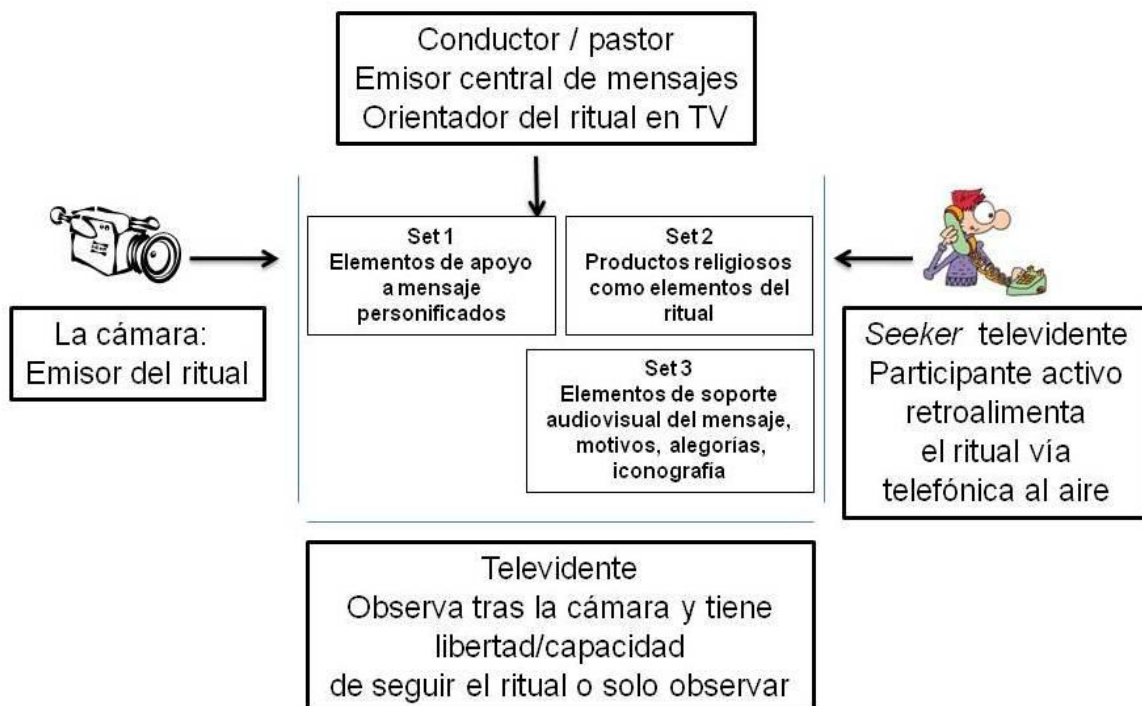 Conductor / pastor
Emisor central de mensajes
Orientador del ritual en TV
Set 1
Elementos de apoyo
a mensaje
personificados
Set 2
Productos religiosos
como elementos del
ritual
La cámara:
Emisor del ritual
Seeker televidente
Participante activo
retroalimenta
el ritual vía
telefónica al aire
Set 3
Elementos de soporte
audiovisual del mensaje,
motivos, alegorías,
iconografía
Televidente
Observa tras la cámara y tiene
libertad/capacidad
de seguir el ritual o solo observar